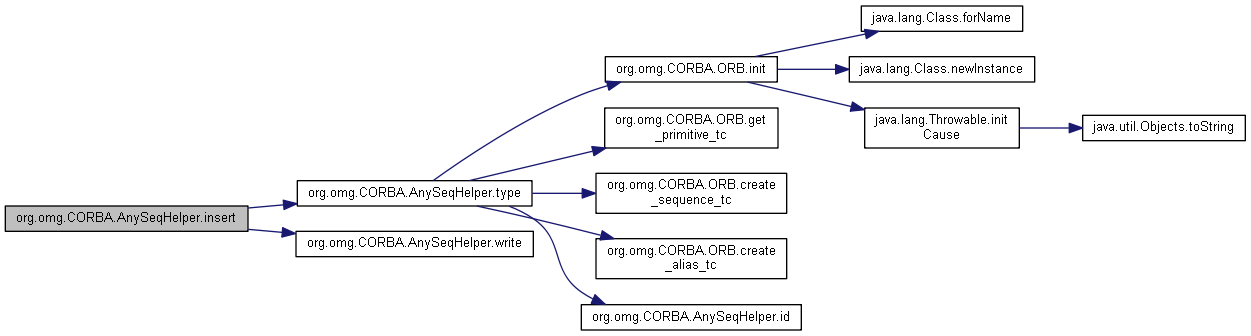 java.lang.Class.forName
org.omg.CORBA.ORB.init
java.lang.Class.newInstance
org.omg.CORBA.ORB.get
_primitive_tc
java.lang.Throwable.init
Cause
java.util.Objects.toString
org.omg.CORBA.AnySeqHelper.type
org.omg.CORBA.ORB.create
_sequence_tc
org.omg.CORBA.AnySeqHelper.insert
org.omg.CORBA.AnySeqHelper.write
org.omg.CORBA.ORB.create
_alias_tc
org.omg.CORBA.AnySeqHelper.id